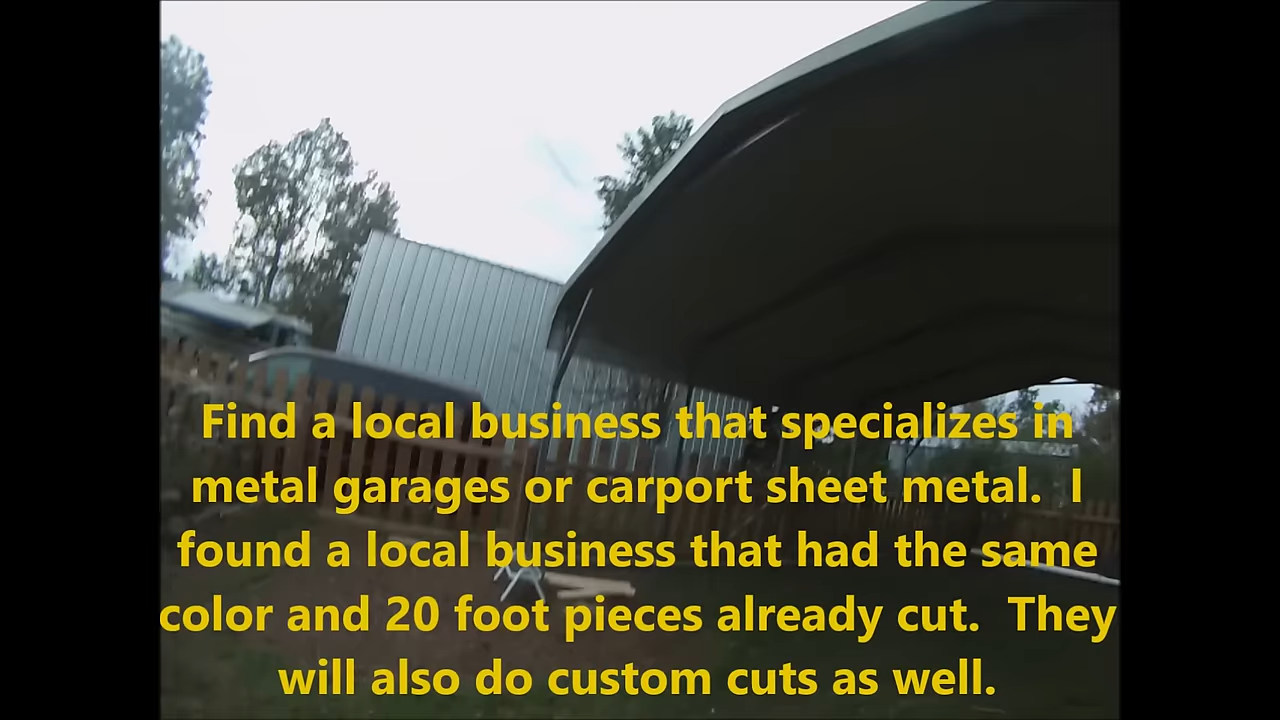 Find a local business that specializes in
metal garages or carport sheet metal.  I
found a local business that had the same
color and 20 foot pieces already cut.  They
will also do custom cuts as well.